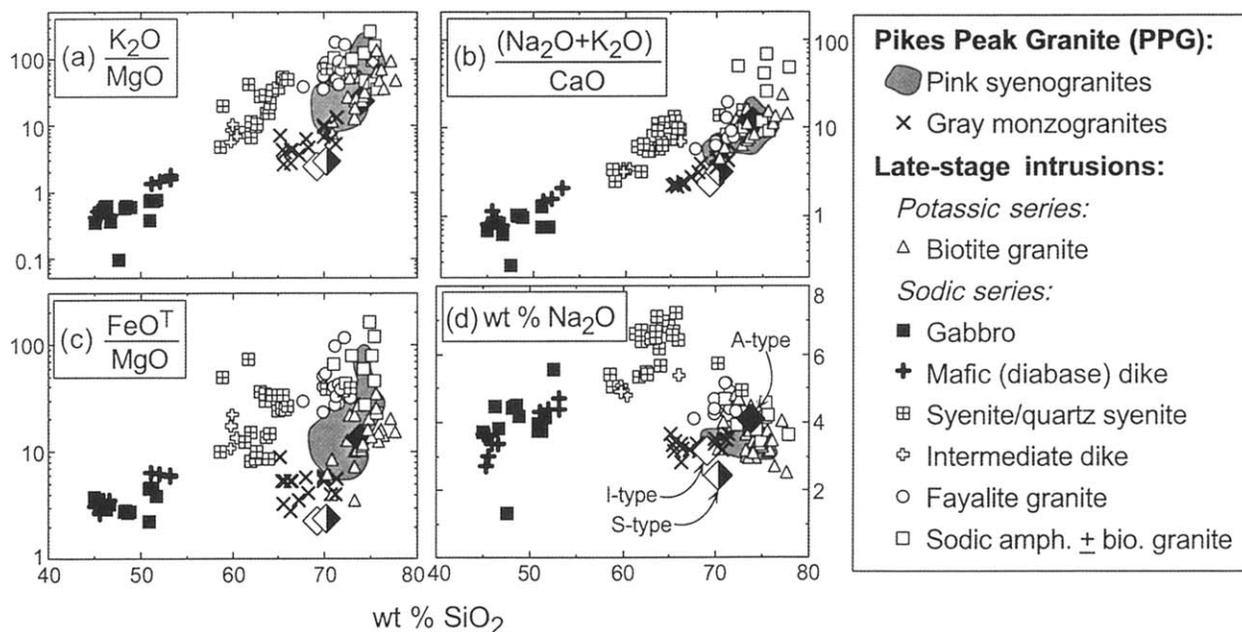 (a) K₂O
MgO
100
10
1
0.1
(b) (Na₂O+K₂O)
CaO
100
10
1
(c) FeOᵀ
MgO
100
10
1
40 50 60 70 80
(d) wt % Na₂O
A-type
I-type
S-type
8
6
4
2
40 50 60 70 80
wt % SiO₂
Pikes Peak Granite (PPG):
Pink syenogranites
Gray monzogranites
Late-stage intrusions:
Potassic series:
Biotite granite
Sodic series:
Gabbro
Mafic (diabase) dike
Syenite/quartz syenite
Intermediate dike
Fayalite granite
Sodic amph. ± bio. granite